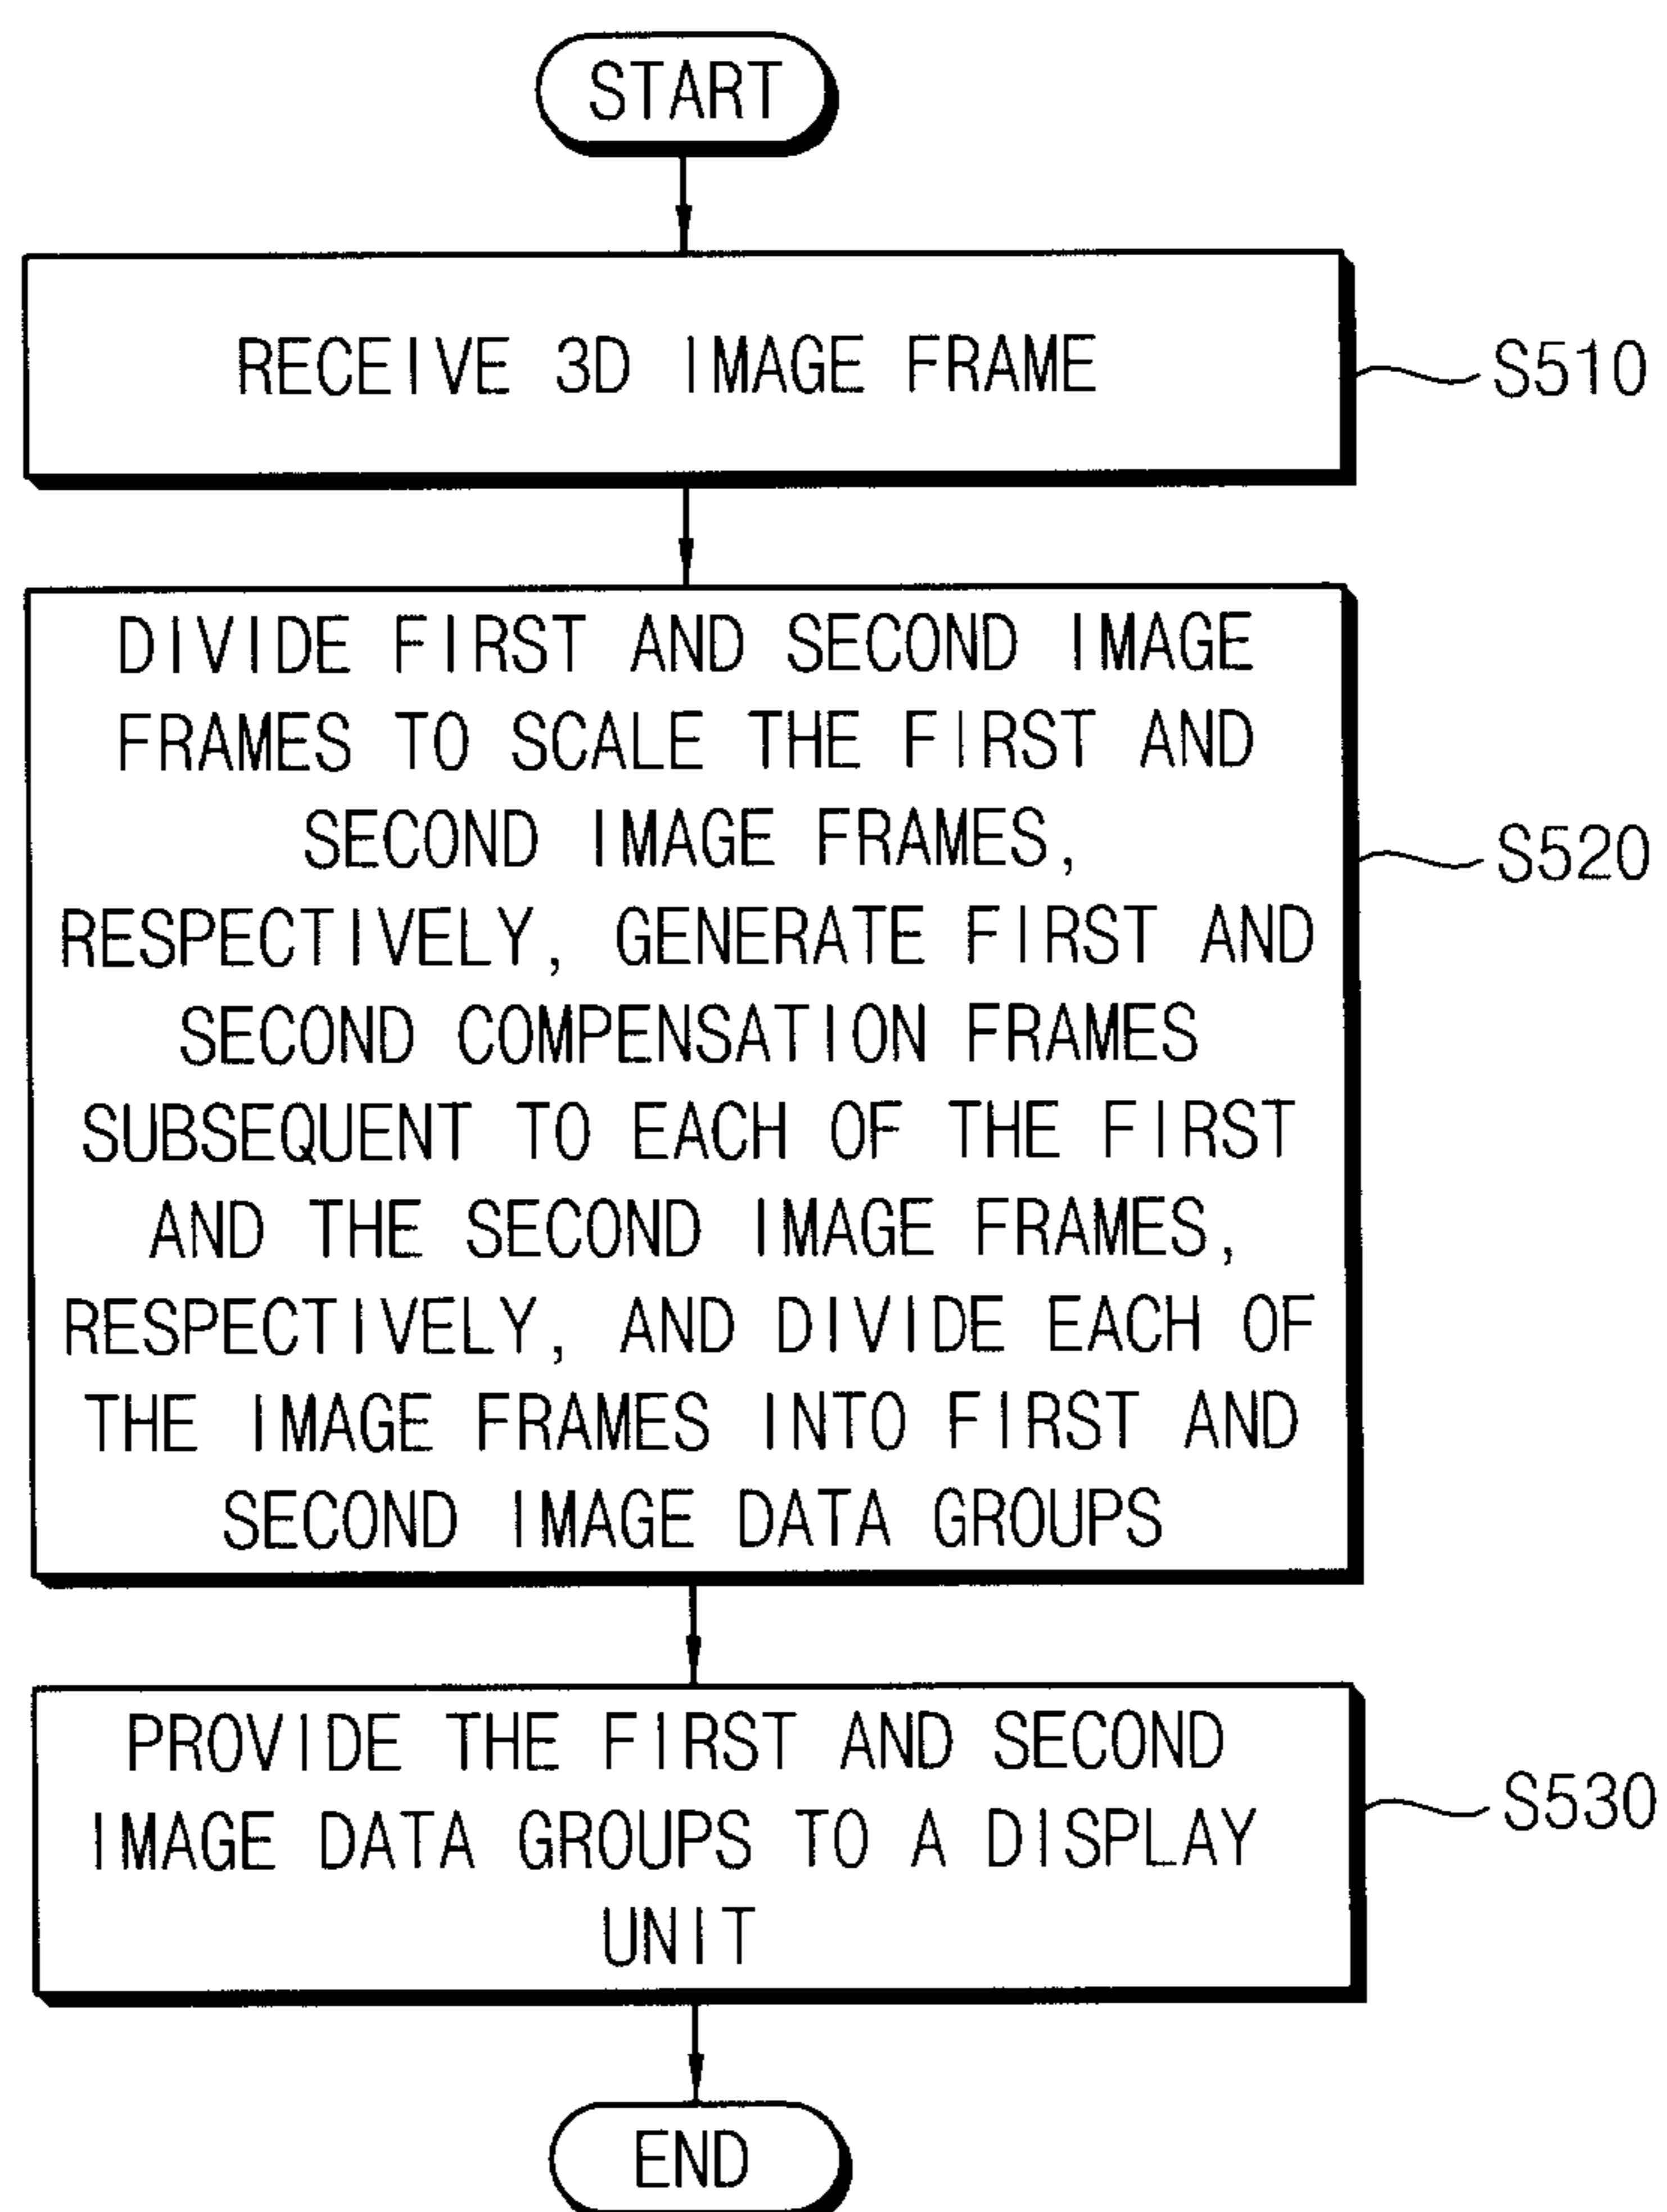 START
RECEIVE 3D IMAGE FRAME
S510
DIVIDE FIRST AND SECOND IMAGE
FRAMES TO SCALE THE FIRST AND
SECOND IMAGE FRAMES,
RESPECTIVELY, GENERATE FIRST AND
SECOND COMPENSATION FRAMES
SUBSEQUENT TO EACH OF THE FIRST
AND THE SECOND IMAGE FRAMES,
RESPECTIVELY, AND DIVIDE EACH OF
THE IMAGE FRAMES INTO FIRST AND
SECOND IMAGE DATA GROUPS
S520
PROVIDE THE FIRST AND SECOND
IMAGE DATA GROUPS TO A DISPLAY
UNIT
S530
END